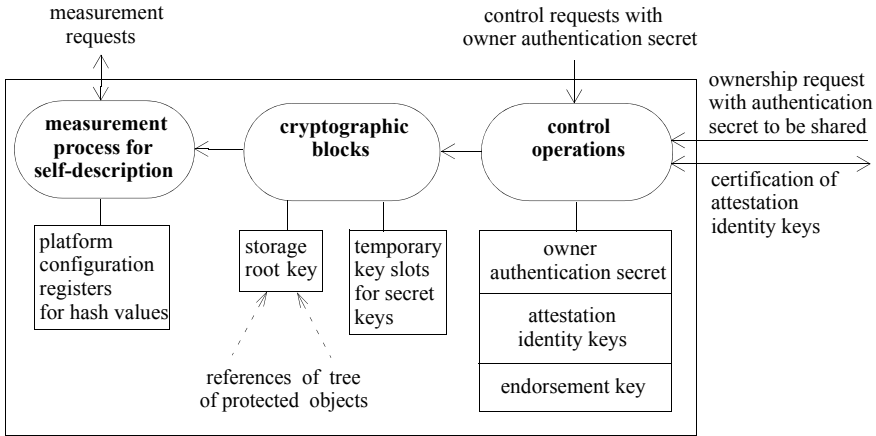 measurement
requests
control requests with
owner authentication secret
ownership request
with authentication
secret to be shared
certification of
attestation
identity keys
measurement
process for
self-description
cryptographic
blocks
control
operations
platform
configuration
registers
for hash values
storage
root key
temporary
key slots
for secret
keys
owner
authentication secret
attestation
identity keys
endorsement key
references of tree
of protected objects